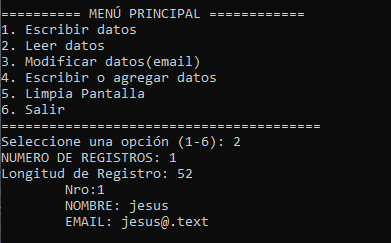 ========== MENÚ PRINCIPAL ===========
1. Escribir datos
2. Leer datos
3. Modificar datos(email)
4. Escribir o agregar datos
5. Limpia Pantalla
6. Salir
========================================
Seleccione una opción (1-6): 2
NUMERO DE REGISTROS: 1
Longitud de Registro: 52
Nro:1
NOMBRE: jesus
EMAIL: jesus@.text